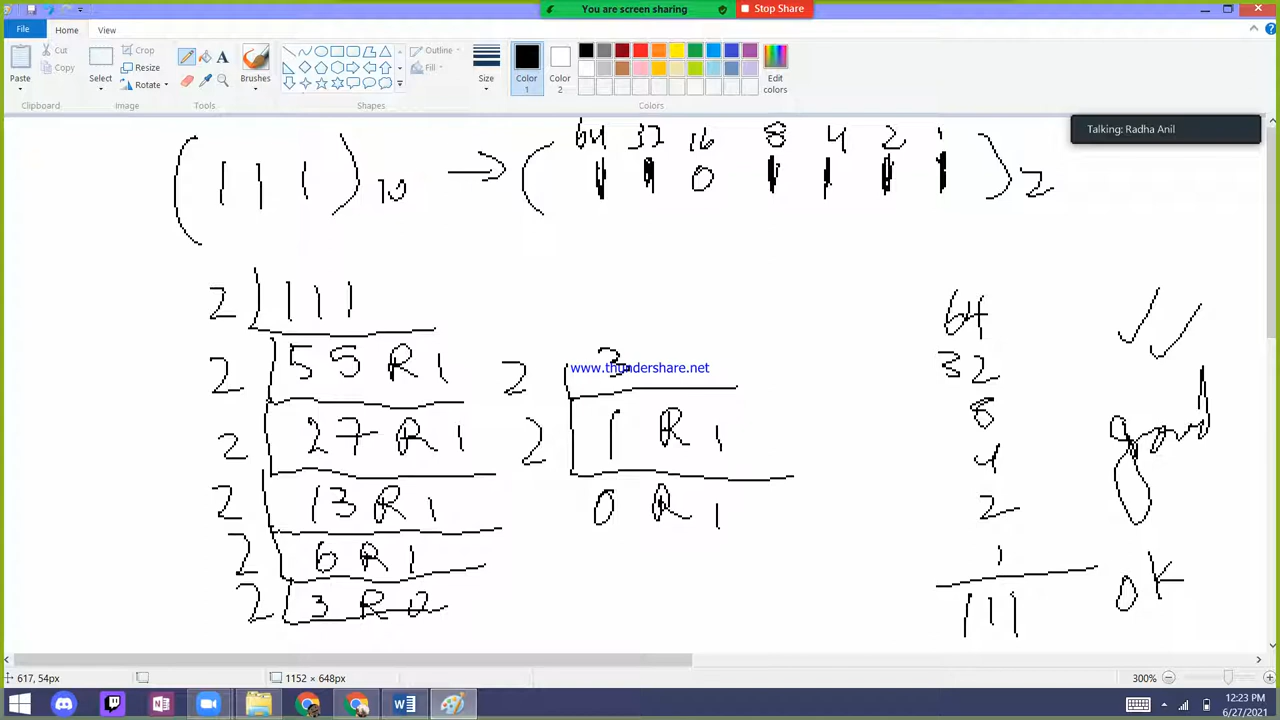 You are screen sharing
Stop Share
File
Home
View
Paste
Cut
Copy
Clipboard
Select
Crop
Resize
Rotate
Image
Tools
Brushes
Shapes
Outline
Fill
Size
Color 1
Color 2
Edit colors
Colors
Talking: Radha Anil
64 32 16 8 4 2 1
(111)10 → (1 1 0 1 1 1 1)2
2 111
2 55 R 1
2 27 R 1
2 13 R 1
2 6 R 1
2 3 R 0
2 3
www.thundershare.net
2 1 R 1
0 R 1
64
32
8
4
2
1
111
good
OK
617, 54px
1152 × 648px
300%
12:23 PM
6/27/2021